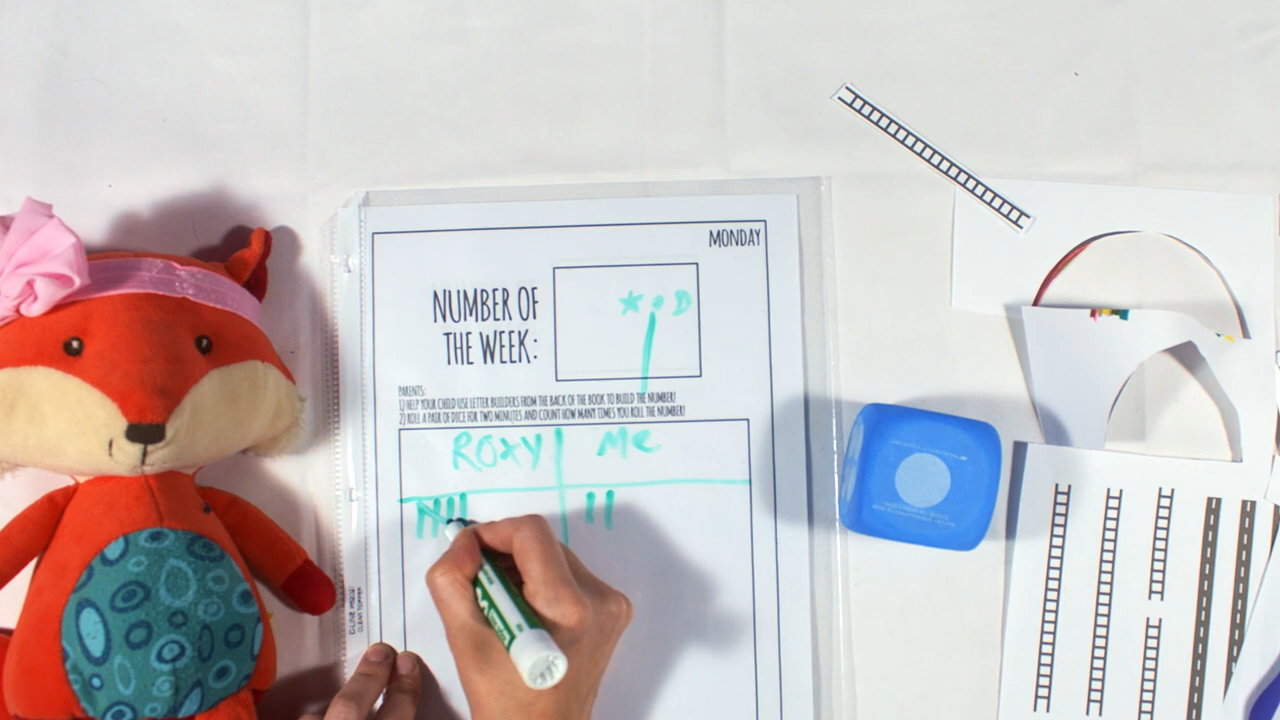 MONDAY
NUMBER OF
THE WEEK:
PARENTS:
1) HELP YOUR CHILD USE LETTER BUILDERS FROM THE BACK OF THE BOOK TO BUILD THE NUMBER!
2) ROLL A PAIR OF DICE FOR TWO MINUTES AND COUNT HOW MANY TIMES YOU ROLL THE NUMBER!
ROXY Me